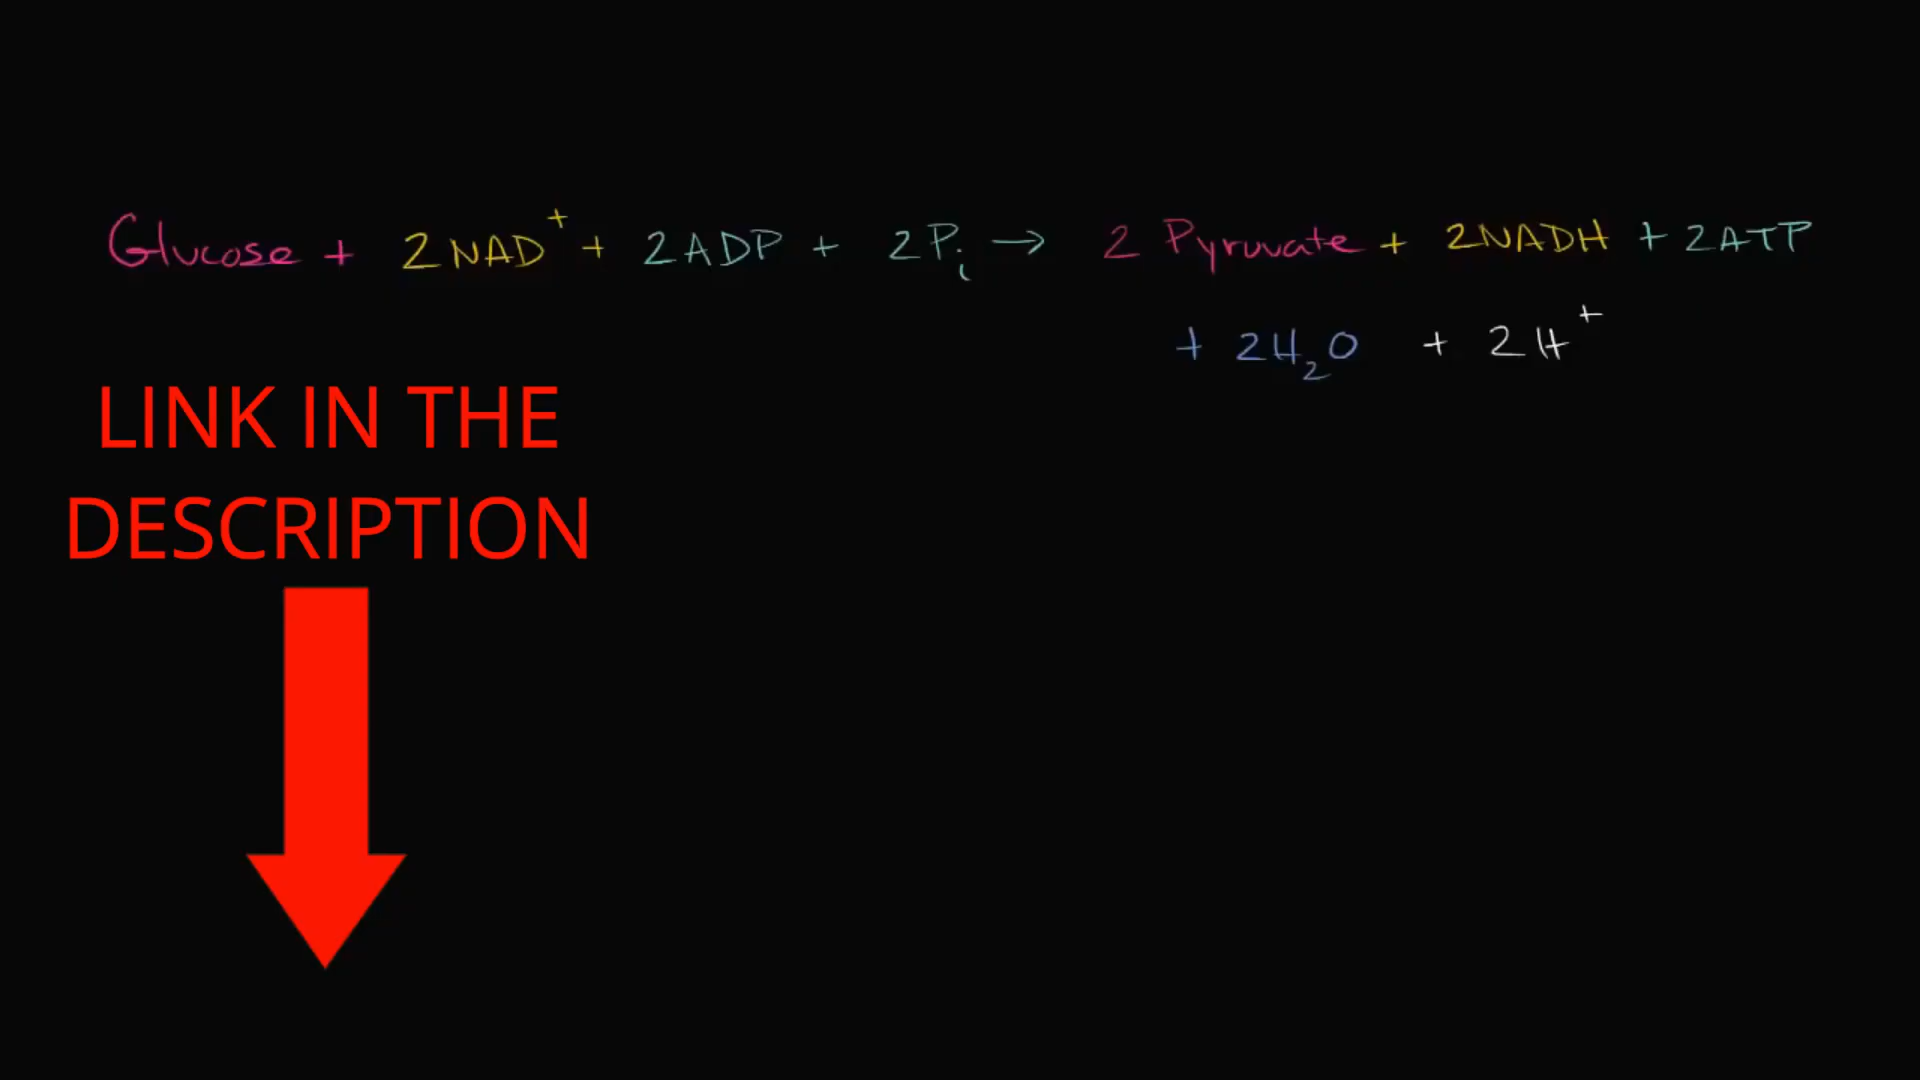 Glucose + 2NAD⁺ + 2ADP + 2Pᵢ → 2 Pyruvate + 2NADH + 2ATP
+ 2H₂O + 2H⁺
LINK IN THE
DESCRIPTION